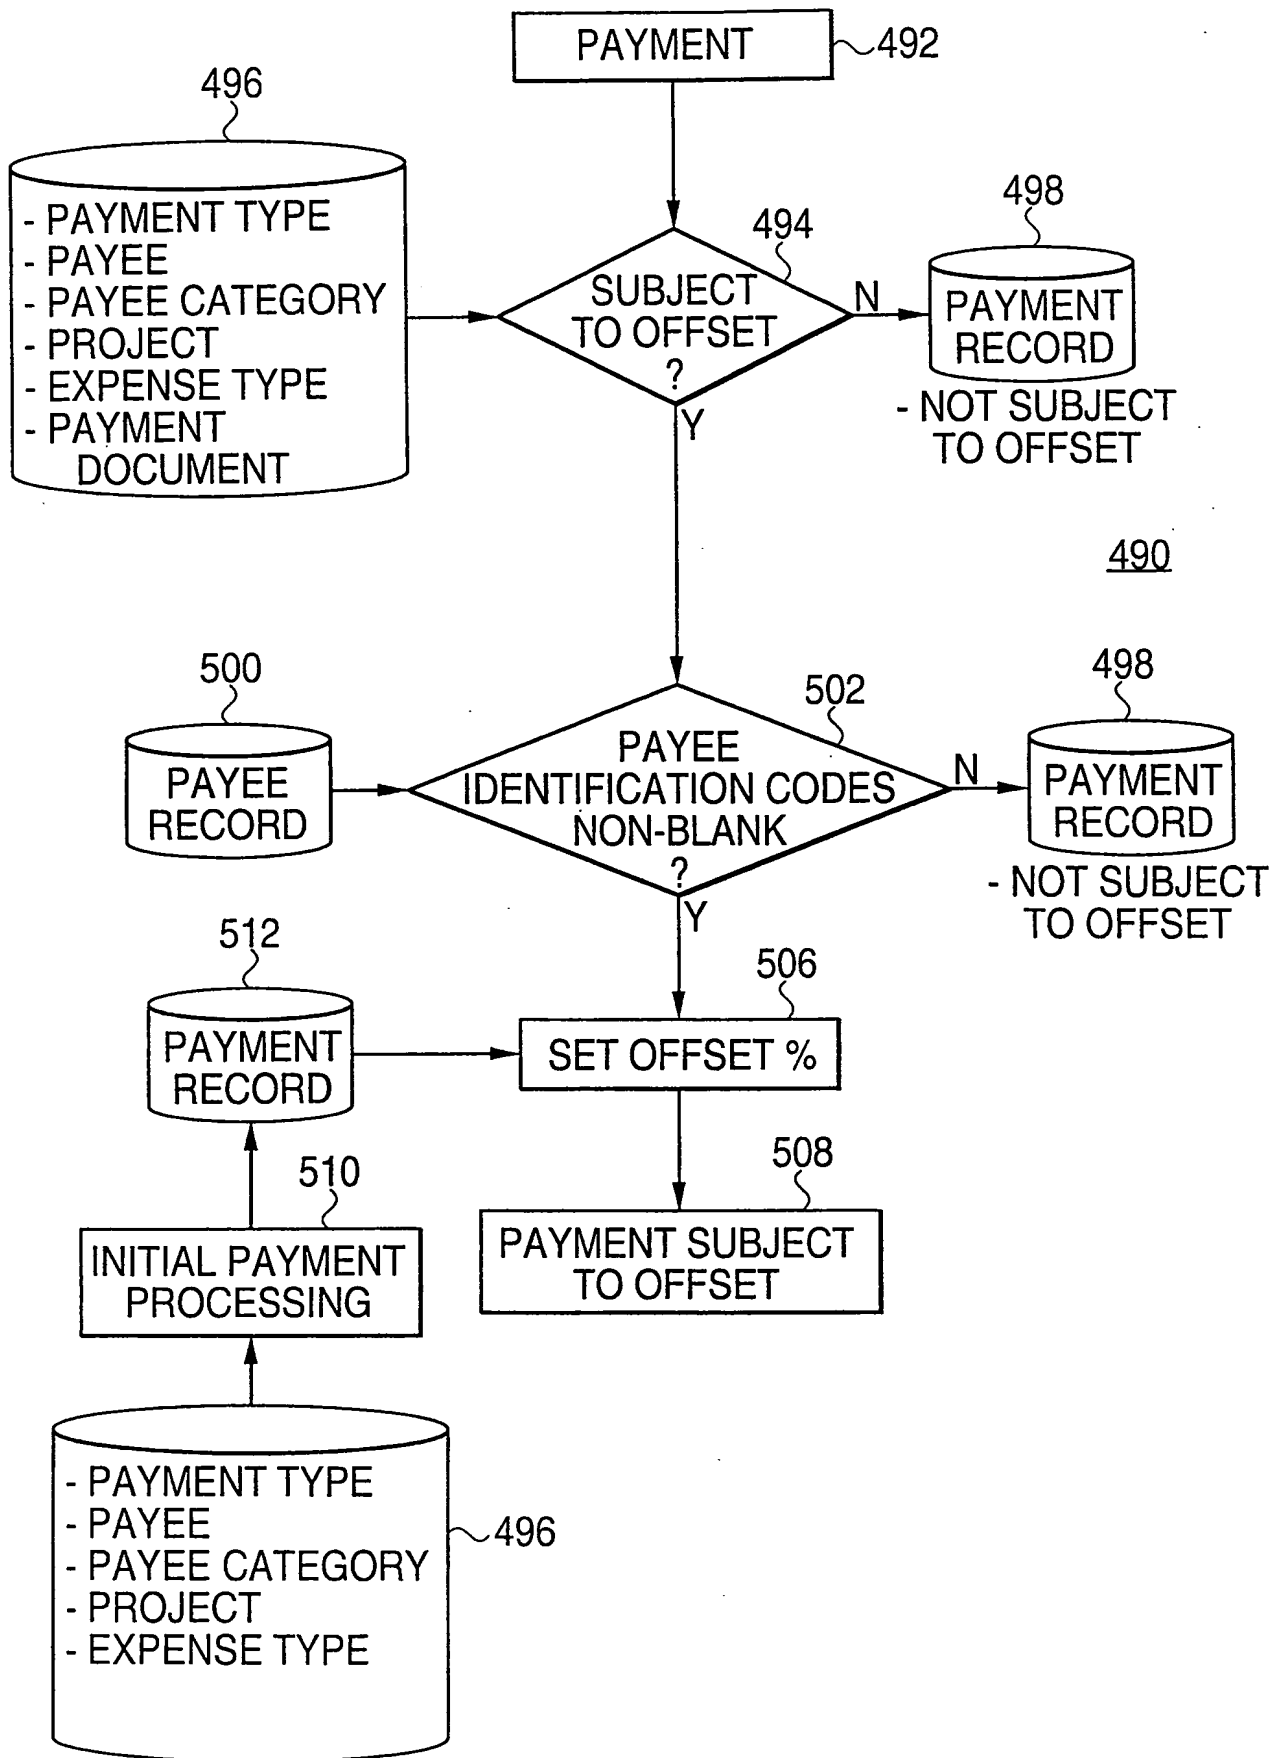 PAYMENT
492
496
- PAYMENT TYPE
- PAYEE
- PAYEE CATEGORY
- PROJECT
- EXPENSE TYPE
- PAYMENT
DOCUMENT
494
SUBJECT
TO OFFSET
?
N
Y
498
PAYMENT
RECORD
- NOT SUBJECT
TO OFFSET
490
500
PAYEE
RECORD
502
PAYEE
IDENTIFICATION CODES
NON-BLANK
?
N
Y
498
PAYMENT
RECORD
- NOT SUBJECT
TO OFFSET
512
PAYMENT
RECORD
506
SET OFFSET %
508
PAYMENT SUBJECT
TO OFFSET
510
INITIAL PAYMENT
PROCESSING
- PAYMENT TYPE
- PAYEE
- PAYEE CATEGORY
- PROJECT
- EXPENSE TYPE
496